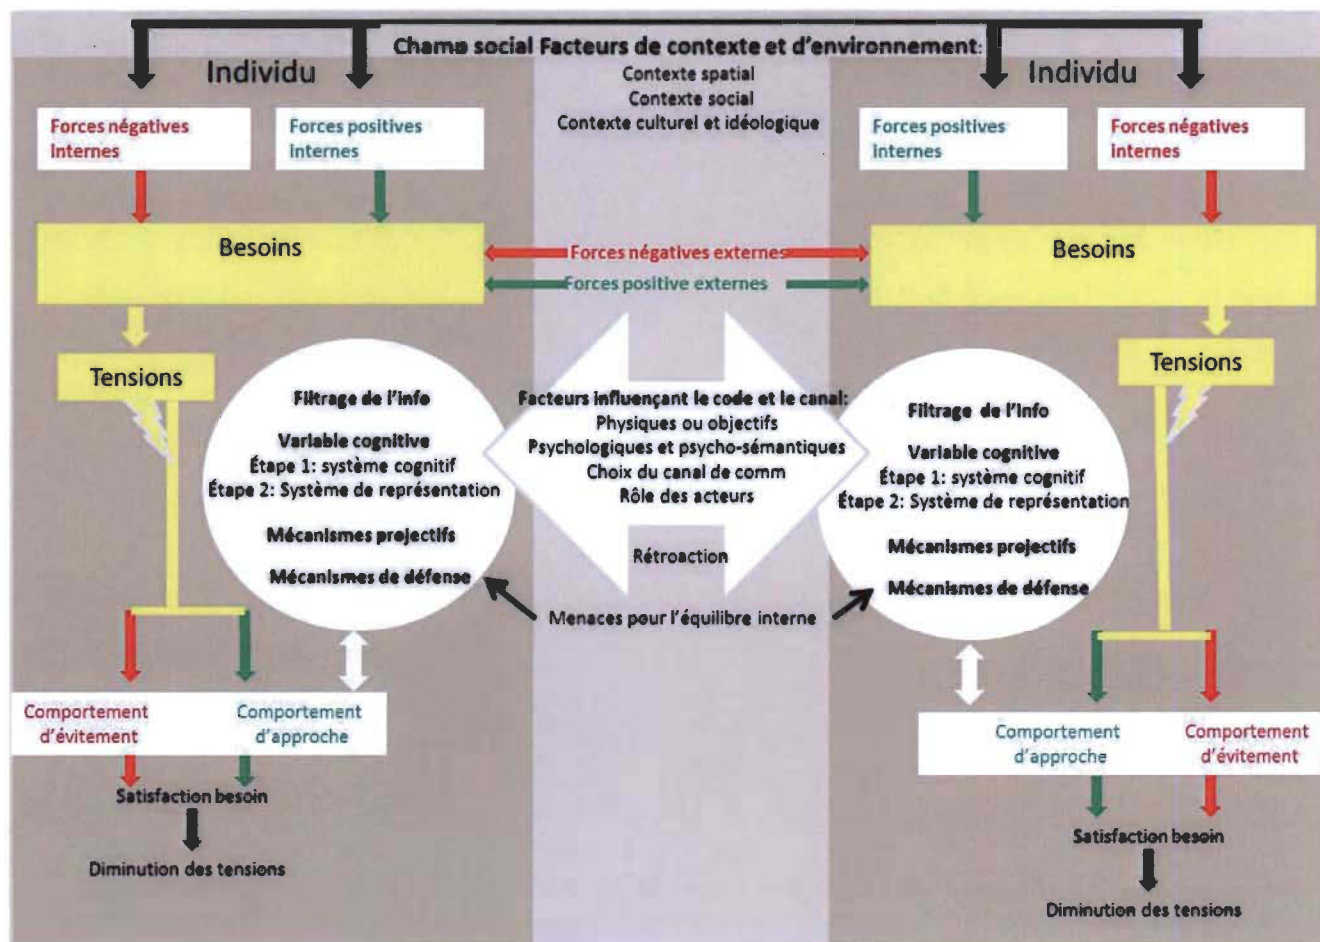 Champ social Facteurs de contexte et d'environnement:
Individu
Contexte spatial
Contexte social
Contexte culturel et idéologique
Individu
Forces négatives
internes
Forces positives
internes
Forces positives
internes
Forces négatives
internes
Besoins
Forces négatives externes
Forces positive externes
Besoins
Tensions
Filtrage de l'info
Variable cognitive
Étape 1: système cognitif
Étape 2: Système de représentation
Mécanismes projectifs
Mécanismes de défense
Facteurs influençant le code et le canal:
Physiques ou objectifs
Psychologiques et psycho-sémantiques
Choix du canal de comm
Rôle des acteurs
Rétroaction
Menaces pour l'équilibre interne
Tensions
Filtrage de l'info
Variable cognitive
Étape 1: système cognitif
Étape 2: Système de représentation
Mécanismes projectifs
Mécanismes de défense
Comportement
d'évitement
Comportement
d'approche
Satisfaction besoin
Diminution des tensions
Comportement
d'approche
Comportement
d'évitement
Satisfaction besoin
Diminution des tensions